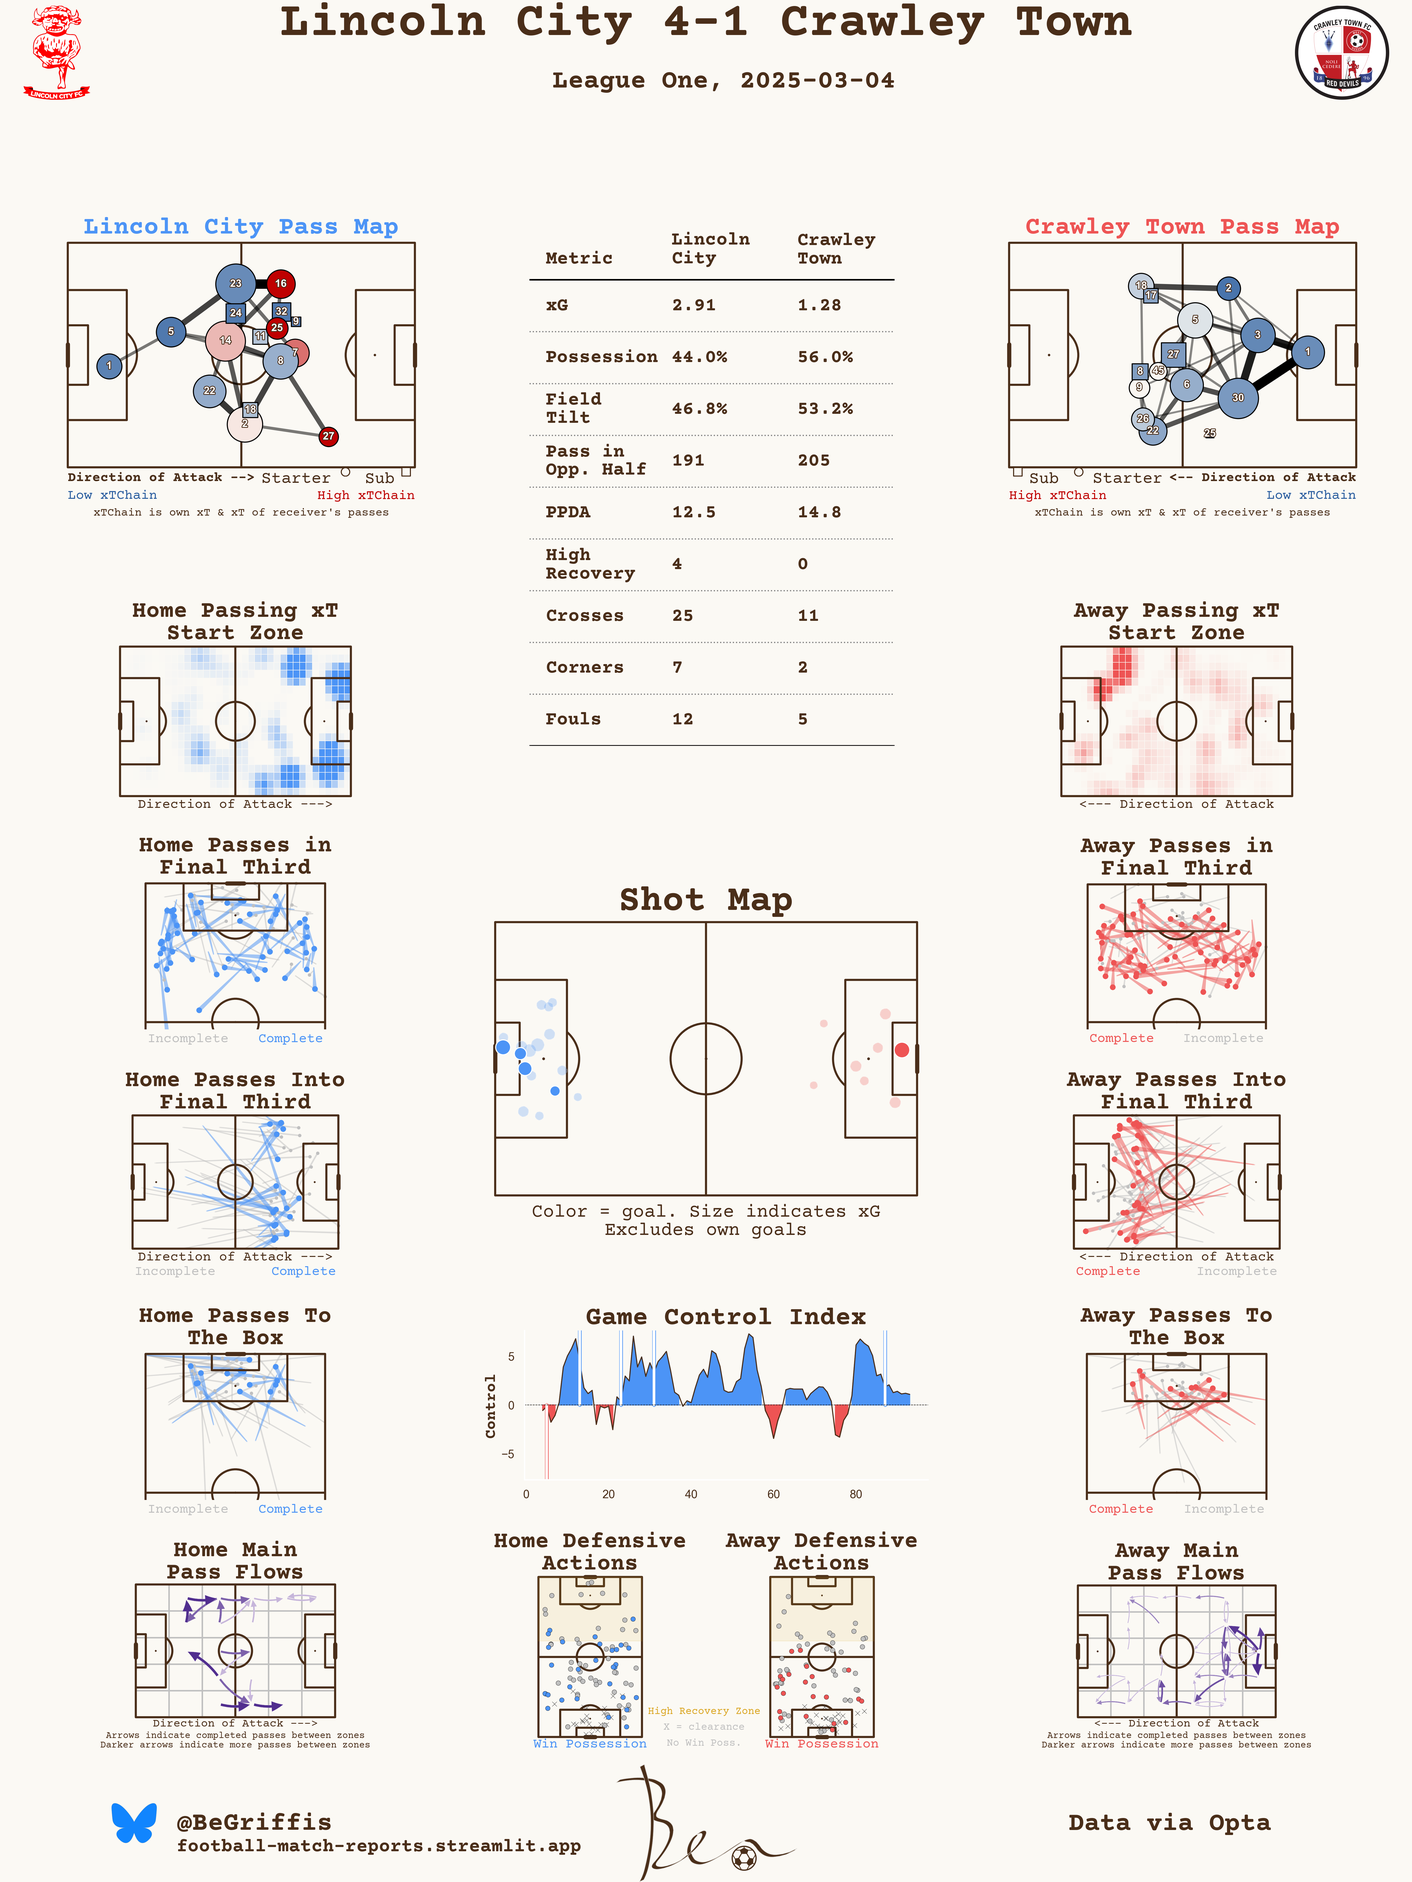 Lincoln City 4-1 Crawley Town
League One, 2025-03-04
LINCOLN CITY FC
CRAWLEY TOWN FC
NOLI
CEDERE
18
96
RED DEVILS
Lincoln City Pass Map
23
16
24
32
9
25
5
14
11
7
8
1
22
18
2
27
Direction of Attack --> Starter Sub
Low xTChain High xTChain
xTChain is own xT & xT of receiver's passes
Metric Lincoln City Crawley Town
xG 2.91 1.28
Possession 44.0% 56.0%
Field Tilt 46.8% 53.2%
Pass in Opp. Half 191 205
PPDA 12.5 14.8
High Recovery 4 0
Crosses 25 11
Corners 7 2
Fouls 12 5
Crawley Town Pass Map
18
17
2
5
3
1
27
8
45
9
6
30
26
22
25
Sub Starter <-- Direction of Attack
High xTChain Low xTChain
xTChain is own xT & xT of receiver's passes
Home Passing xT
Start Zone
Direction of Attack --->
Away Passing xT
Start Zone
<--- Direction of Attack
Home Passes in
Final Third
Incomplete Complete
Away Passes in
Final Third
Complete Incomplete
Shot Map
Color = goal. Size indicates xG
Excludes own goals
Home Passes Into
Final Third
Direction of Attack --->
Incomplete Complete
Away Passes Into
Final Third
<--- Direction of Attack
Complete Incomplete
Home Passes To
The Box
Incomplete Complete
Game Control Index
Control
5
0
−5
0 20 40 60 80
Away Passes To
The Box
Complete Incomplete
Home Main
Pass Flows
Direction of Attack --->
Arrows indicate completed passes between zones
Darker arrows indicate more passes between zones
Home Defensive
Actions
Win Possession
Away Defensive
Actions
Win Possession
High Recovery Zone
X = clearance
No Win Poss.
Away Main
Pass Flows
<--- Direction of Attack
Arrows indicate completed passes between zones
Darker arrows indicate more passes between zones
@BeGriffis
football-match-reports.streamlit.app
Ben
Data via Opta